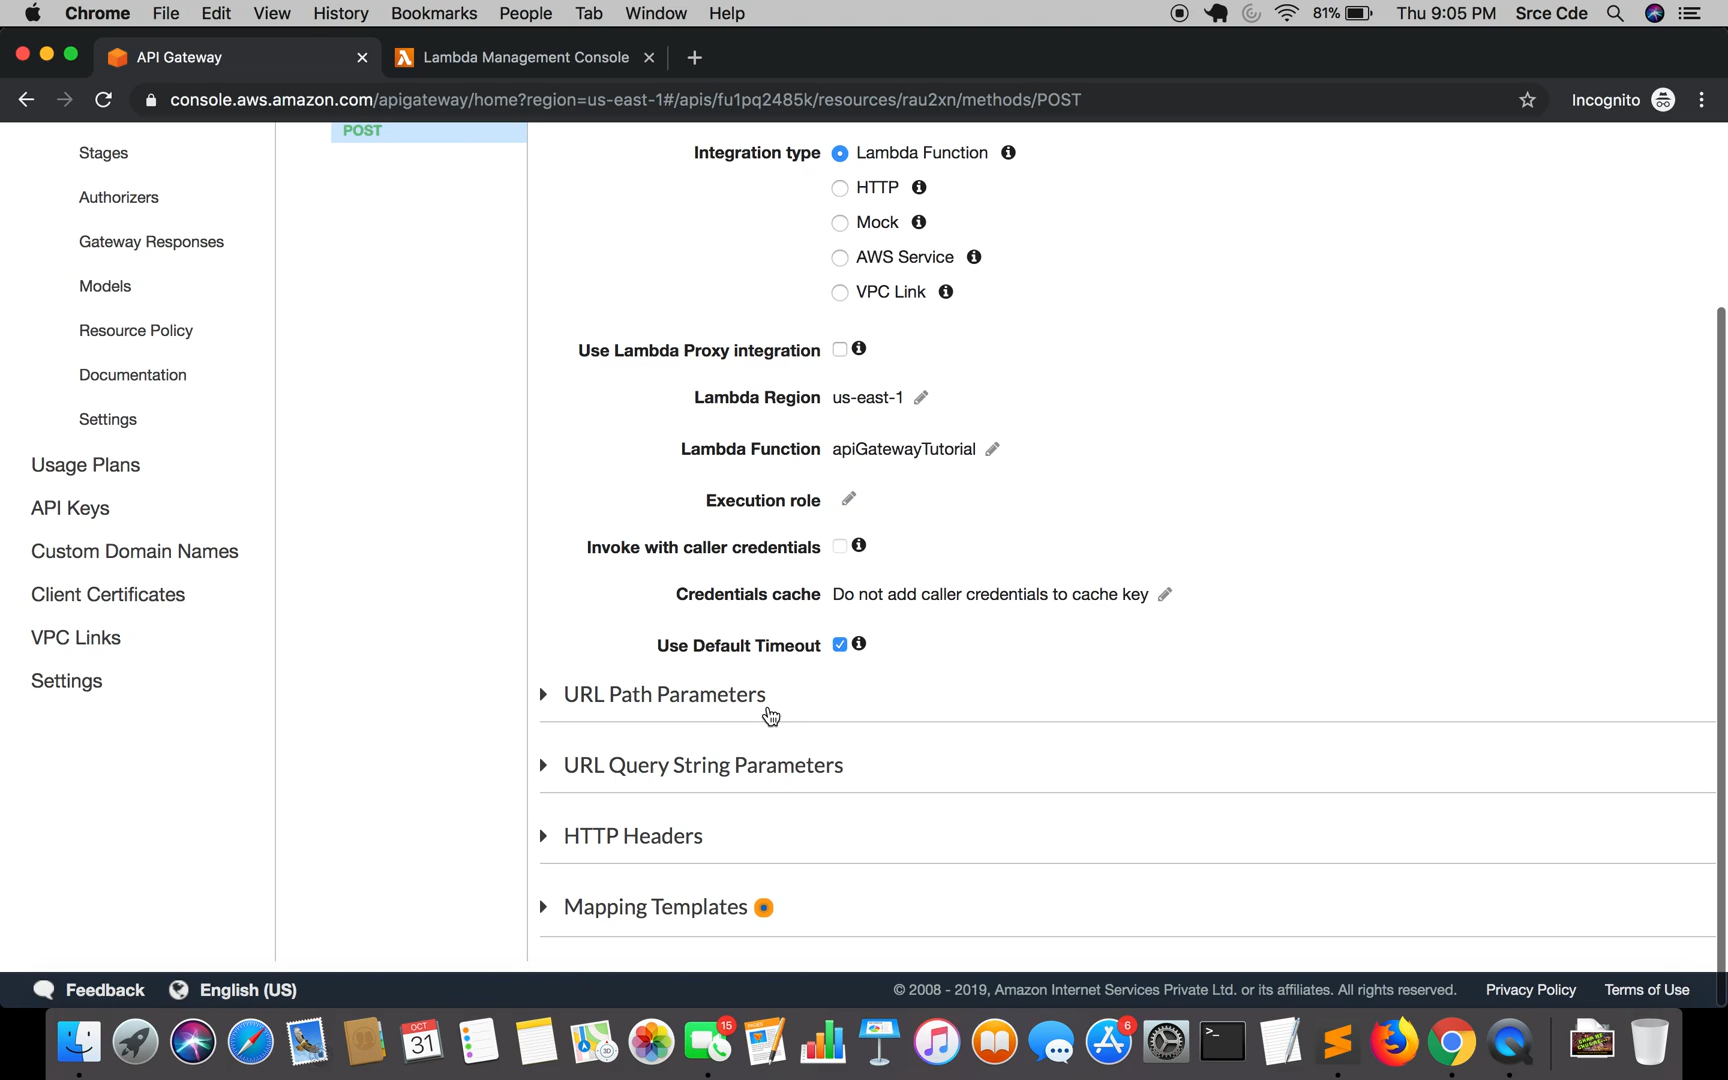 Chrome File Edit View History Bookmarks People Tab Window Help 81% Thu 9:05 PM Srce Cde
API Gateway Lambda Management Console
console.aws.amazon.com/apigateway/home?region=us-east-1#/apis/fu1pq2485k/resources/rau2xn/methods/POST Incognito
Stages
Authorizers
Gateway Responses
Models
Resource Policy
Documentation
Settings
Usage Plans
API Keys
Custom Domain Names
Client Certificates
VPC Links
Settings
POST
Integration type Lambda Function
HTTP
Mock
AWS Service
VPC Link
Use Lambda Proxy integration
Lambda Region us-east-1
Lambda Function apiGatewayTutorial
Execution role
Invoke with caller credentials
Credentials cache Do not add caller credentials to cache key
Use Default Timeout
URL Path Parameters
URL Query String Parameters
HTTP Headers
Mapping Templates
Feedback English (US) © 2008 - 2019, Amazon Internet Services Private Ltd. or its affiliates. All rights reserved. Privacy Policy Terms of Use
OCT
31
15
6